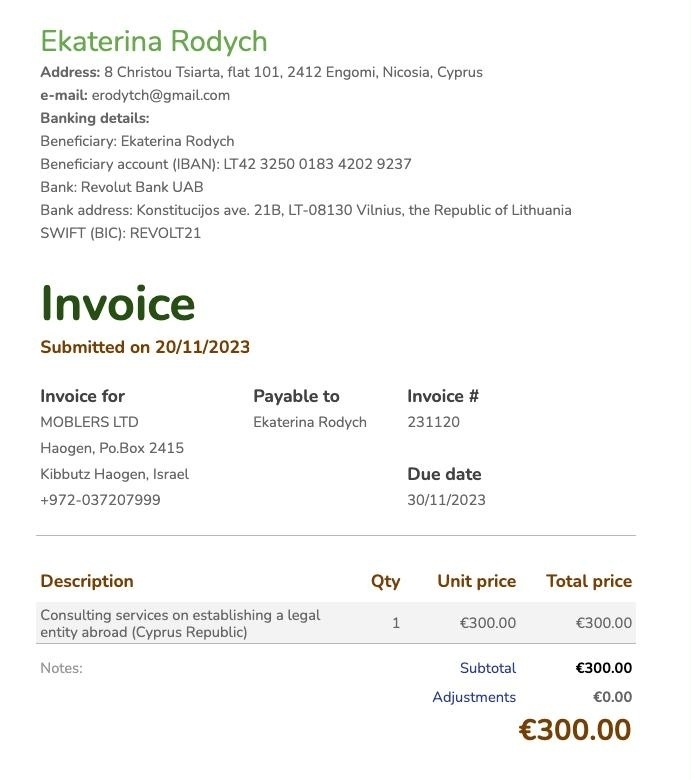 Ekaterina Rodych
Address: 8 Christou Tsiarta, flat 101, 2412 Engomi, Nicosia, Cyprus
e-mail: erodytch@gmail.com
Banking details:
Beneficiary: Ekaterina Rodych
Beneficiary account (IBAN): LT42 3250 0183 4202 9237
Bank: Revolut Bank UAB
Bank address: Konstitucijos ave. 21B, LT-08130 Vilnius, the Republic of Lithuania
SWIFT (BIC): REVOLT21
Invoice
Submitted on 20/11/2023
Invoice for Payable to Invoice #
MOBLERS LTD Ekaterina Rodych 231120
Haogen, Po.Box 2415
Kibbutz Haogen, Israel Due date
+972-037207999 30/11/2023
Description Qty Unit price Total price
Consulting services on establishing a legal
entity abroad (Cyprus Republic) 1 €300.00 €300.00
Notes: Subtotal €300.00
Adjustments €0.00
€300.00